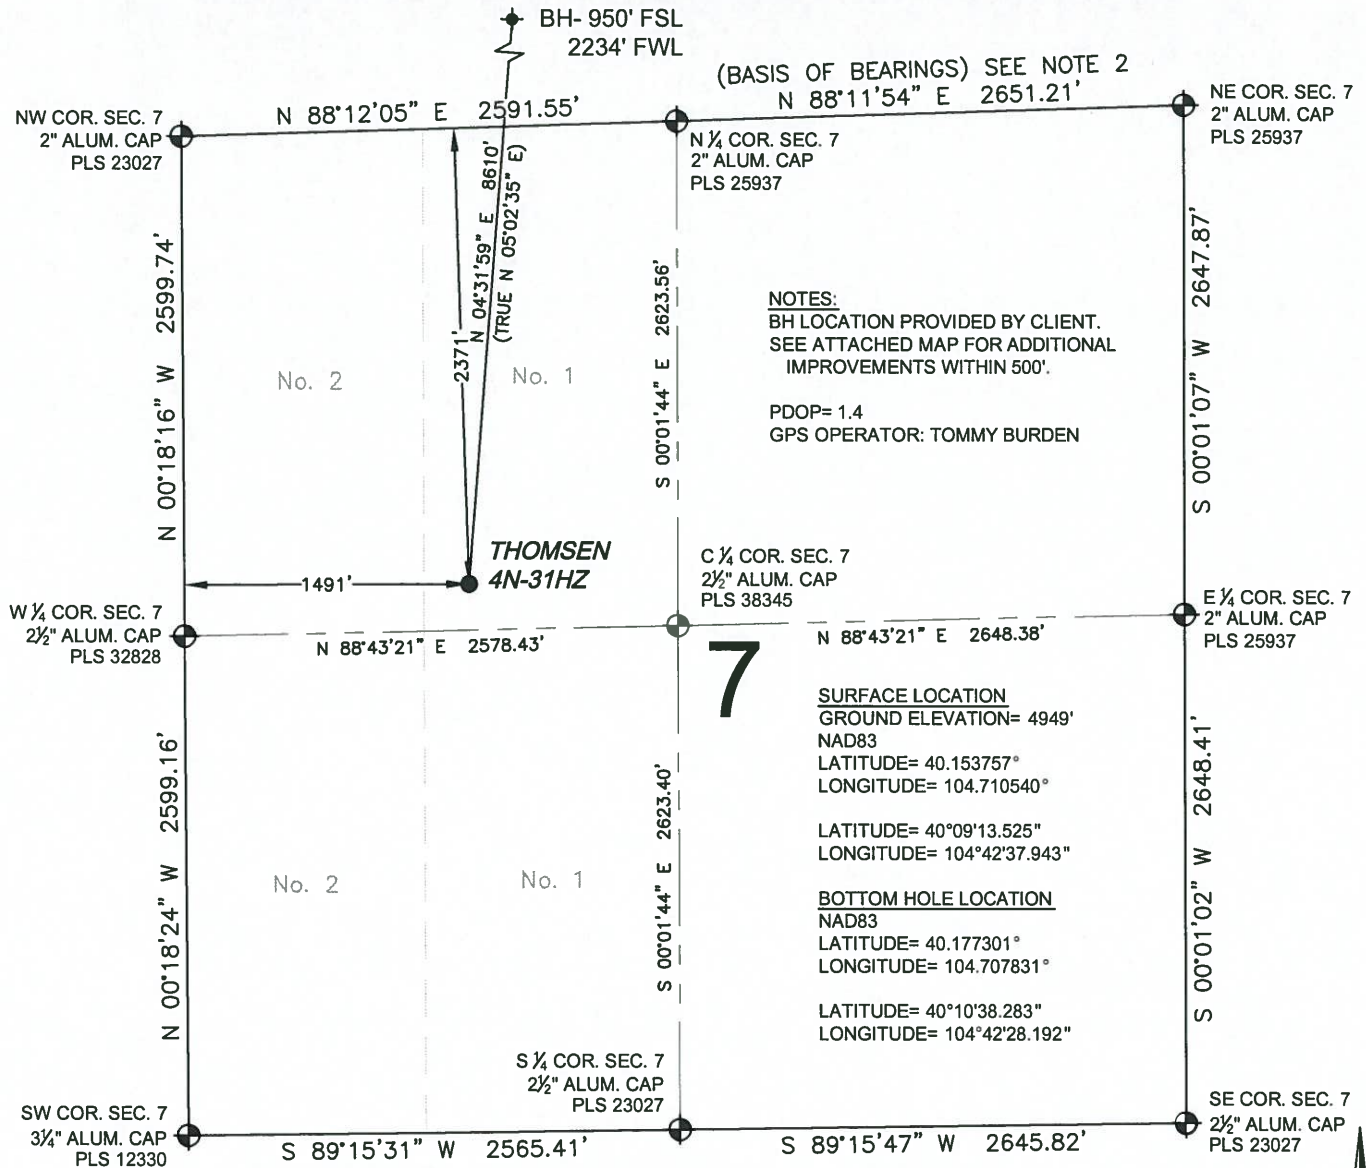 BH- 950' FSL
2234' FWL
(BASIS OF BEARINGS) SEE NOTE 2
N 88°12'05" E 2591.55'
N 88°11'54" E 2651.21'
NW COR. SEC. 7
2" ALUM. CAP
PLS 23027
N ¼ COR. SEC. 7
2" ALUM. CAP
PLS 25937
NE COR. SEC. 7
2" ALUM. CAP
PLS 25937
N 00°18'16" W 2599.74'
2371'
N 04°31'59" E 8610'
(TRUE N 05°02'35" E)
S 00°01'44" E 2623.56'
S 00°01'07" W 2647.87'
No. 2
No. 1
NOTES:
BH LOCATION PROVIDED BY CLIENT.
SEE ATTACHED MAP FOR ADDITIONAL
IMPROVEMENTS WITHIN 500'.
PDOP= 1.4
GPS OPERATOR: TOMMY BURDEN
THOMSEN
4N-31HZ
1491'
C ¼ COR. SEC. 7
2½" ALUM. CAP
PLS 38345
W ¼ COR. SEC. 7
2½" ALUM. CAP
PLS 32828
E ¼ COR. SEC. 7
2" ALUM. CAP
PLS 25937
N 88°43'21" E 2578.43'
N 88°43'21" E 2648.38'
7
SURFACE LOCATION
GROUND ELEVATION= 4949'
NAD83
LATITUDE= 40.153757°
LONGITUDE= 104.710540°
LATITUDE= 40°09'13.525"
LONGITUDE= 104°42'37.943"
BOTTOM HOLE LOCATION
NAD83
LATITUDE= 40.177301°
LONGITUDE= 104.707831°
LATITUDE= 40°10'38.283"
LONGITUDE= 104°42'28.192"
N 00°18'24" W 2599.16'
S 00°01'44" E 2623.40'
S 00°01'02" W 2648.41'
No. 2
No. 1
S ¼ COR. SEC. 7
2½" ALUM. CAP
PLS 23027
SW COR. SEC. 7
3¼" ALUM. CAP
PLS 12330
SE COR. SEC. 7
2½" ALUM. CAP
PLS 23027
S 89°15'31" W 2565.41'
S 89°15'47" W 2645.82'